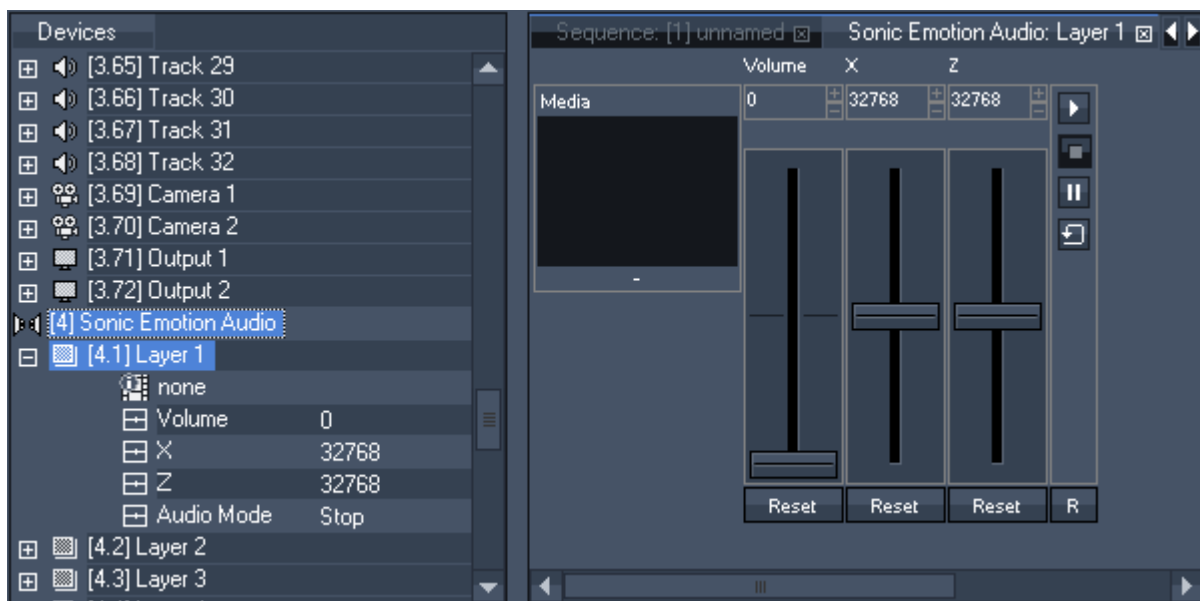 Devices
[3.65] Track 29
[3.66] Track 30
[3.67] Track 31
[3.68] Track 32
[3.69] Camera 1
[3.70] Camera 2
[3.71] Output 1
[3.72] Output 2
[4] Sonic Emotion Audio
[4.1] Layer 1
none
Volume 0
X 32768
Z 32768
Audio Mode Stop
[4.2] Layer 2
[4.3] Layer 3
Sequence: [1] unnamed
Sonic Emotion Audio: Layer 1
Volume X Z
Media
0 32768 32768
-
Reset Reset Reset R